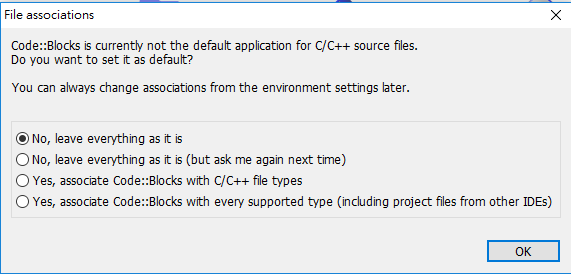 File associations
Code::Blocks is currently not the default application for C/C++ source files.
Do you want to set it as default?
You can always change associations from the environment settings later.
No, leave everything as it is
No, leave everything as it is (but ask me again next time)
Yes, associate Code::Blocks with C/C++ file types
Yes, associate Code::Blocks with every supported type (including project files from other IDEs)
OK